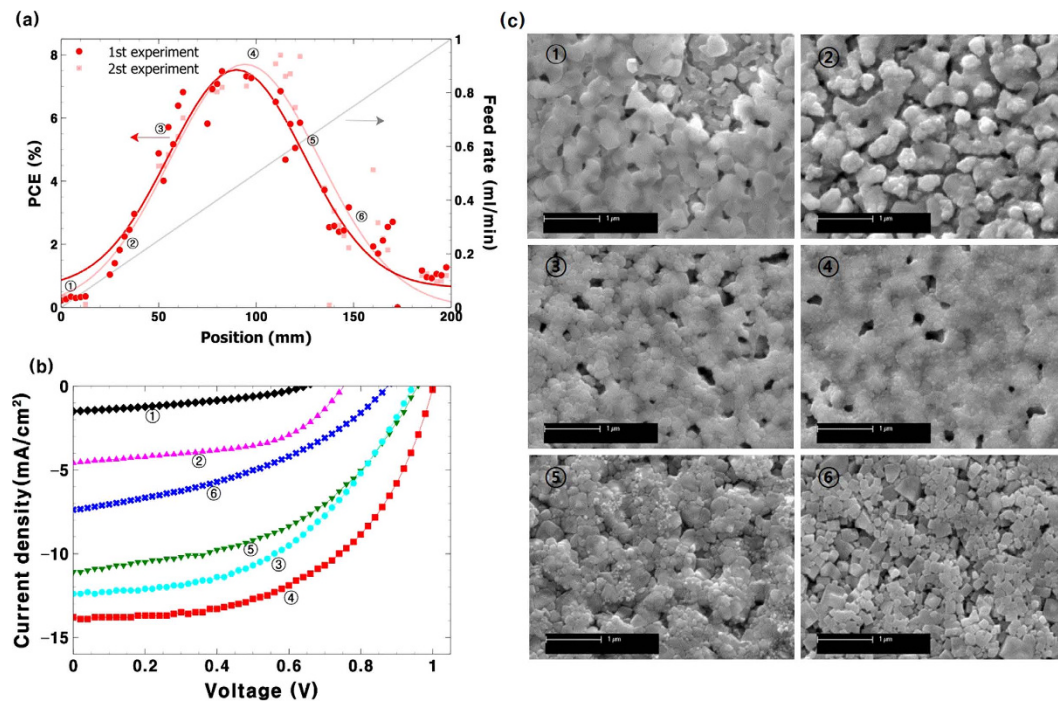 (a)
1st experiment
2st experiment
PCE (%)
8
6
4
2
0
① ② ③ ④ ⑤ ⑥
0 50 100 150 200
Position (mm)
1
0.8
0.6
0.4
0.2
0
Feed rate (ml/min)
(b)
Current density(mA/cm²)
0
−5
−10
−15
①
②
⑥
⑤
③
④
0 0.2 0.4 0.6 0.8 1
Voltage (V)
(c)
① ②
1 µm 1 µm
③ ④
1 µm 1 µm
⑤ ⑥
1 µm 1 µm